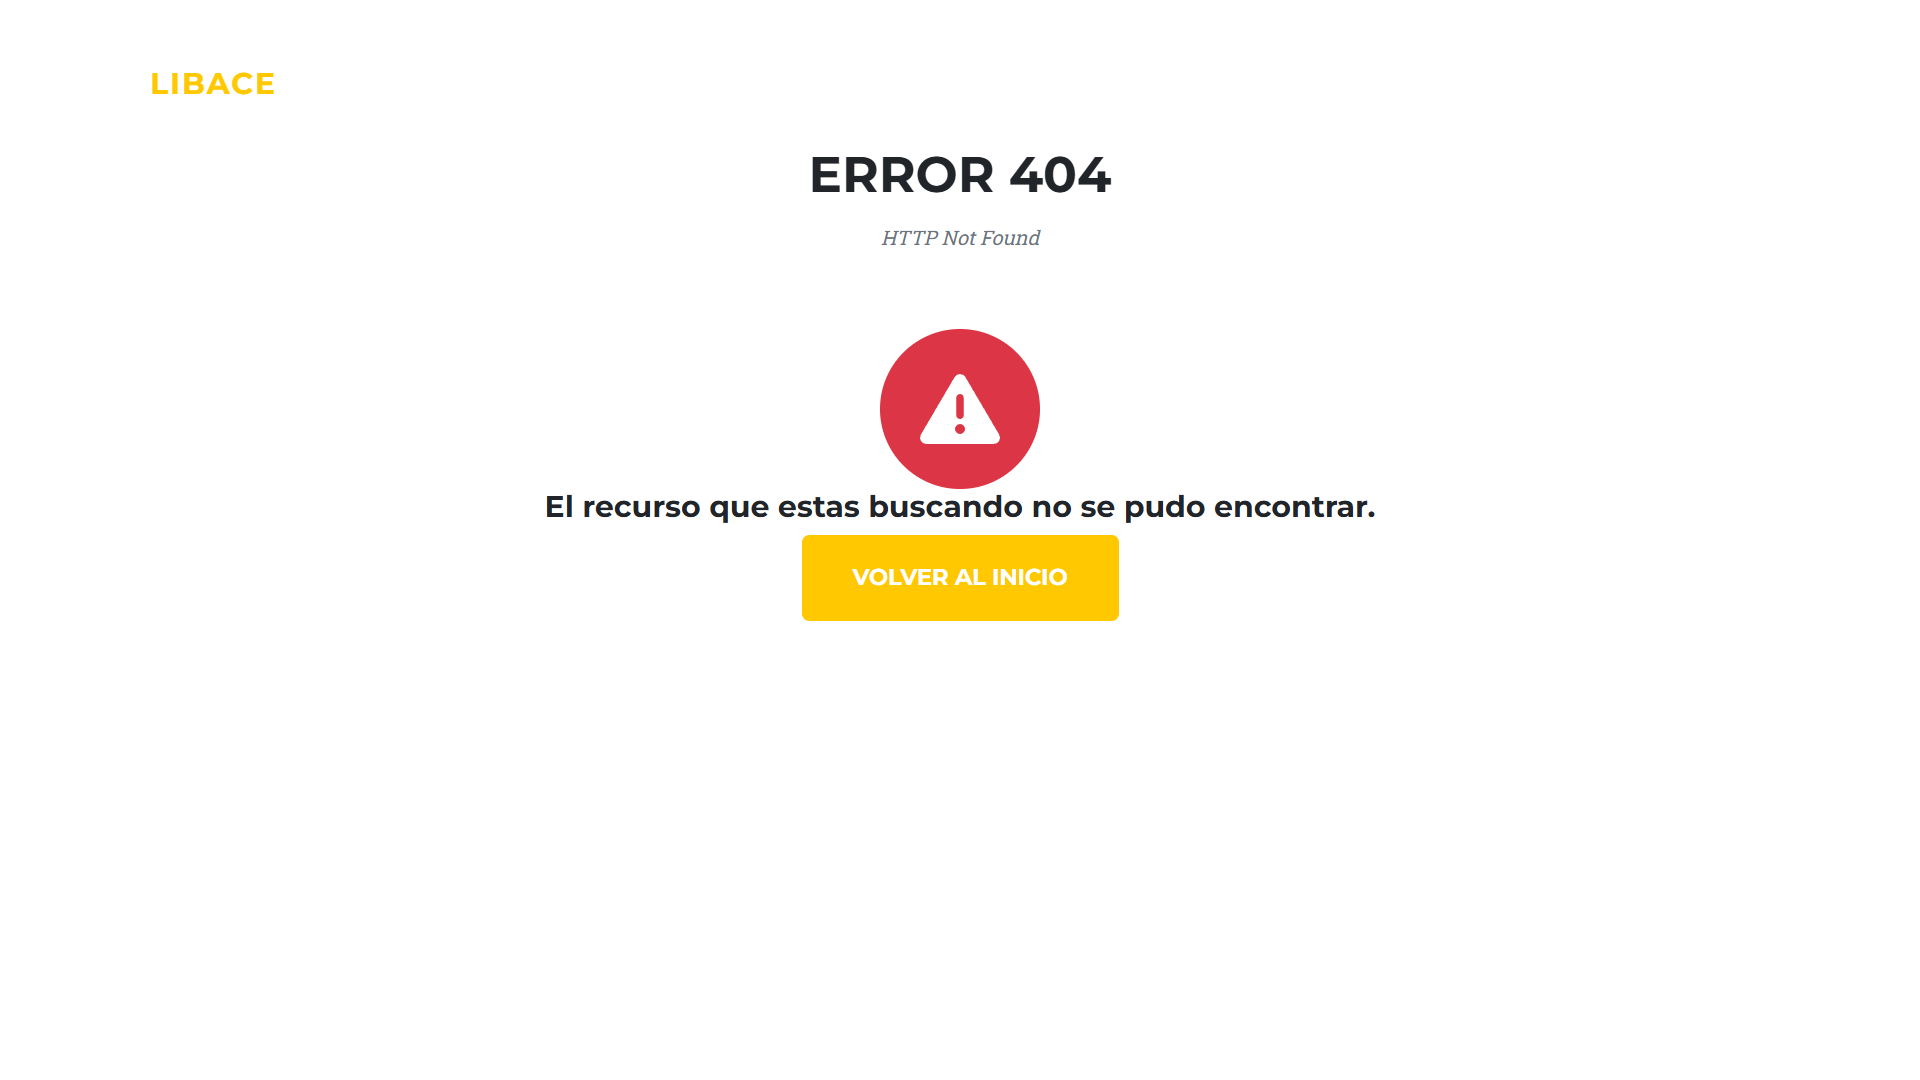 LIBACE
ERROR 404
HTTP Not Found
El recurso que estas buscando no se pudo encontrar.
VOLVER AL INICIO